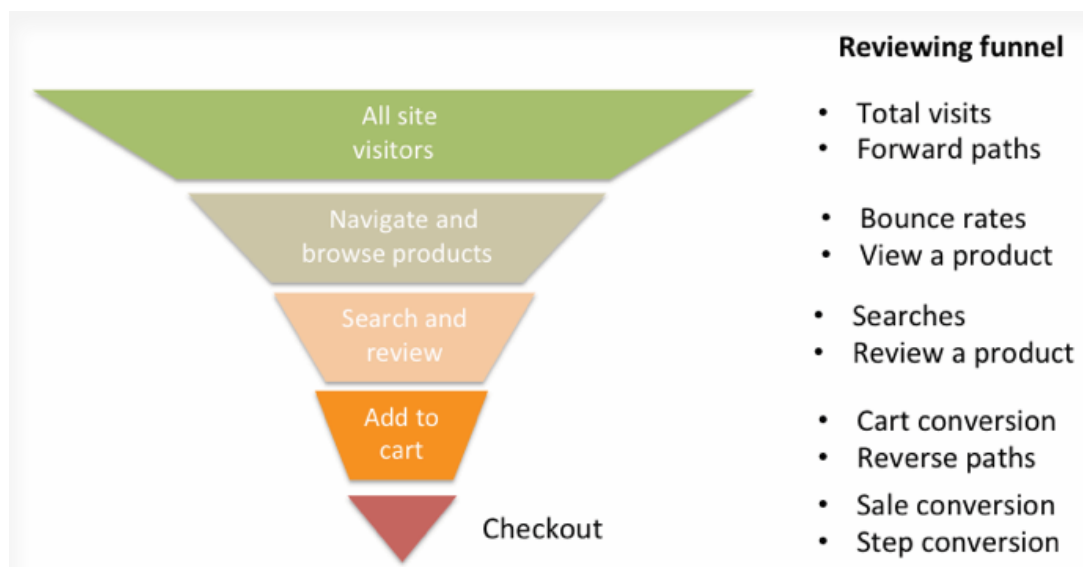 Reviewing funnel
All site
visitors
• Total visits
• Forward paths
Navigate and
browse products
• Bounce rates
• View a product
Search and
review
• Searches
• Review a product
Add to
cart
• Cart conversion
• Reverse paths
Checkout
• Sale conversion
• Step conversion